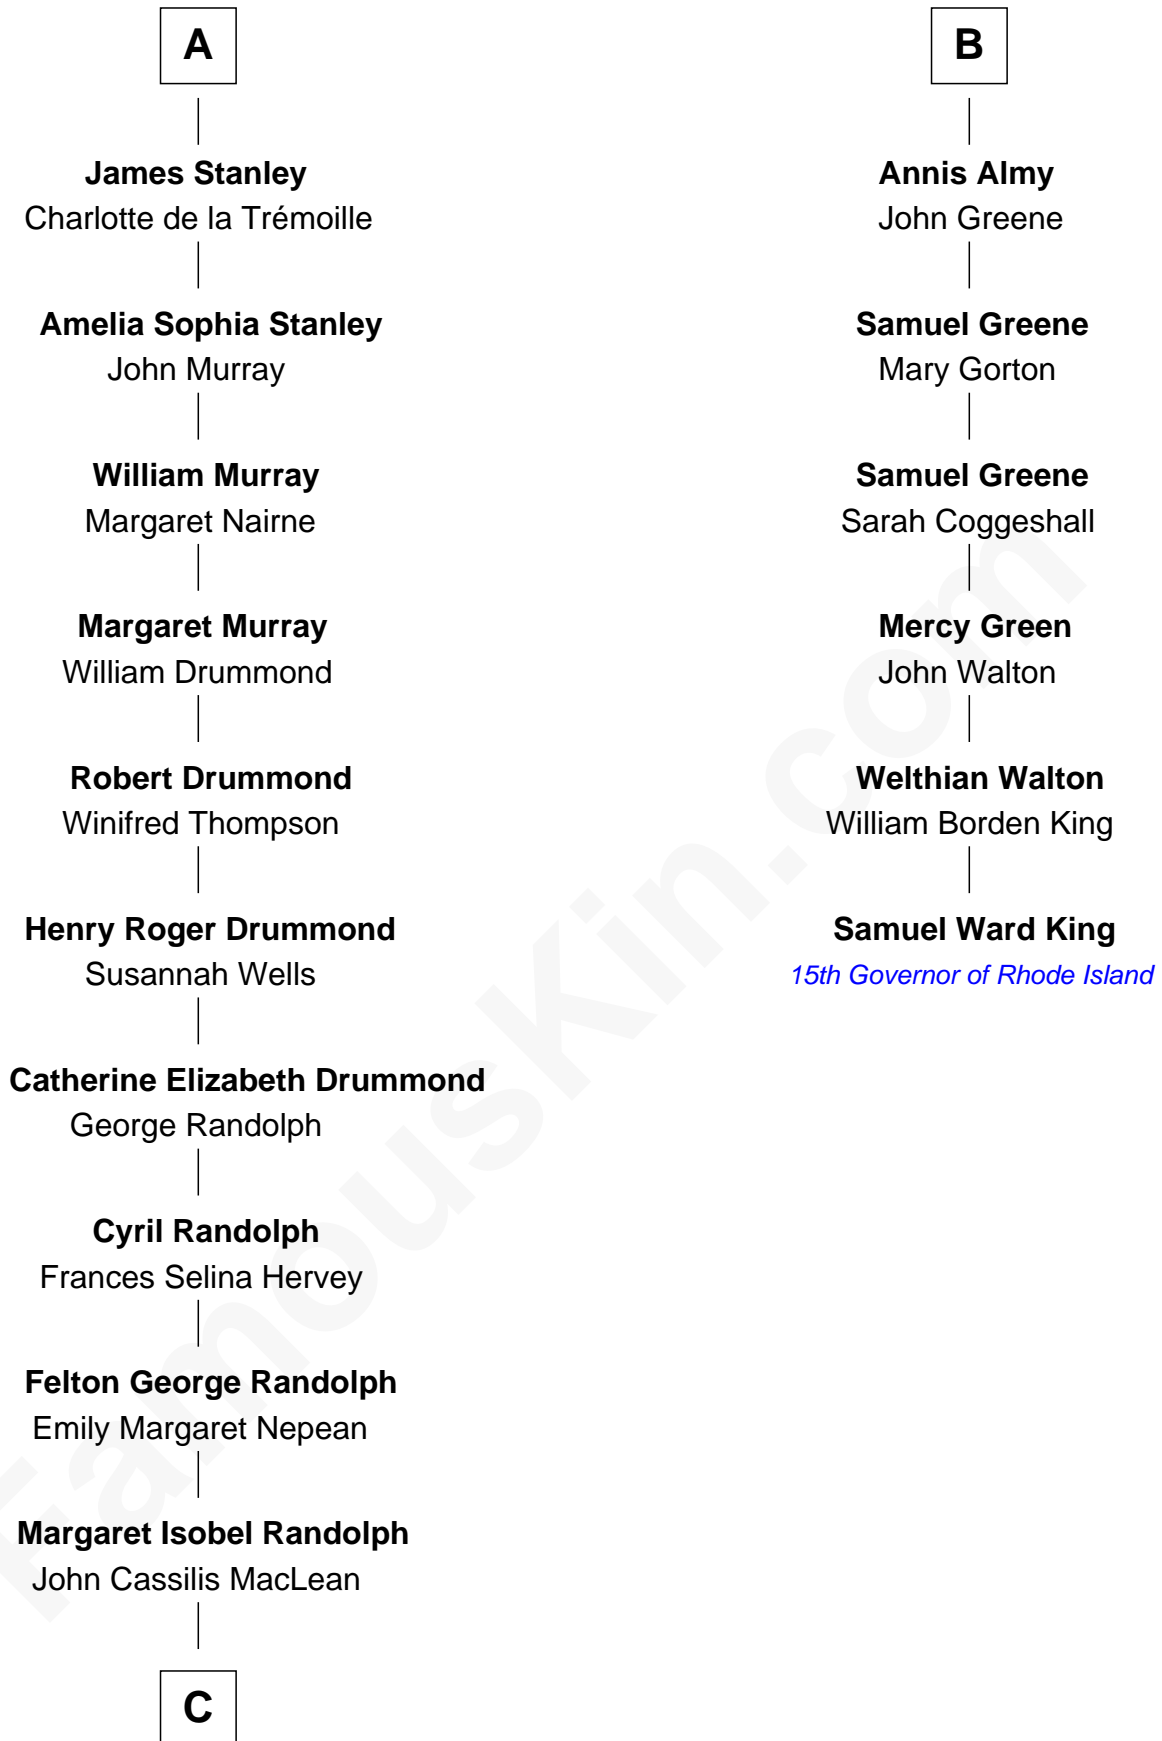 A
James Stanley
Charlotte de la Trémoille
Amelia Sophia Stanley
John Murray
William Murray
Margaret Nairne
Margaret Murray
William Drummond
Robert Drummond
Winifred Thompson
Henry Roger Drummond
Susannah Wells
Catherine Elizabeth Drummond
George Randolph
Cyril Randolph
Frances Selina Hervey
Felton George Randolph
Emily Margaret Nepean
Margaret Isobel Randolph
John Cassilis MacLean
C
B
Annis Almy
John Greene
Samuel Greene
Mary Gorton
Samuel Greene
Sarah Coggeshall
Mercy Green
John Walton
Welthian Walton
William Borden King
Samuel Ward King
15th Governor of Rhode Island
FamousKin.com